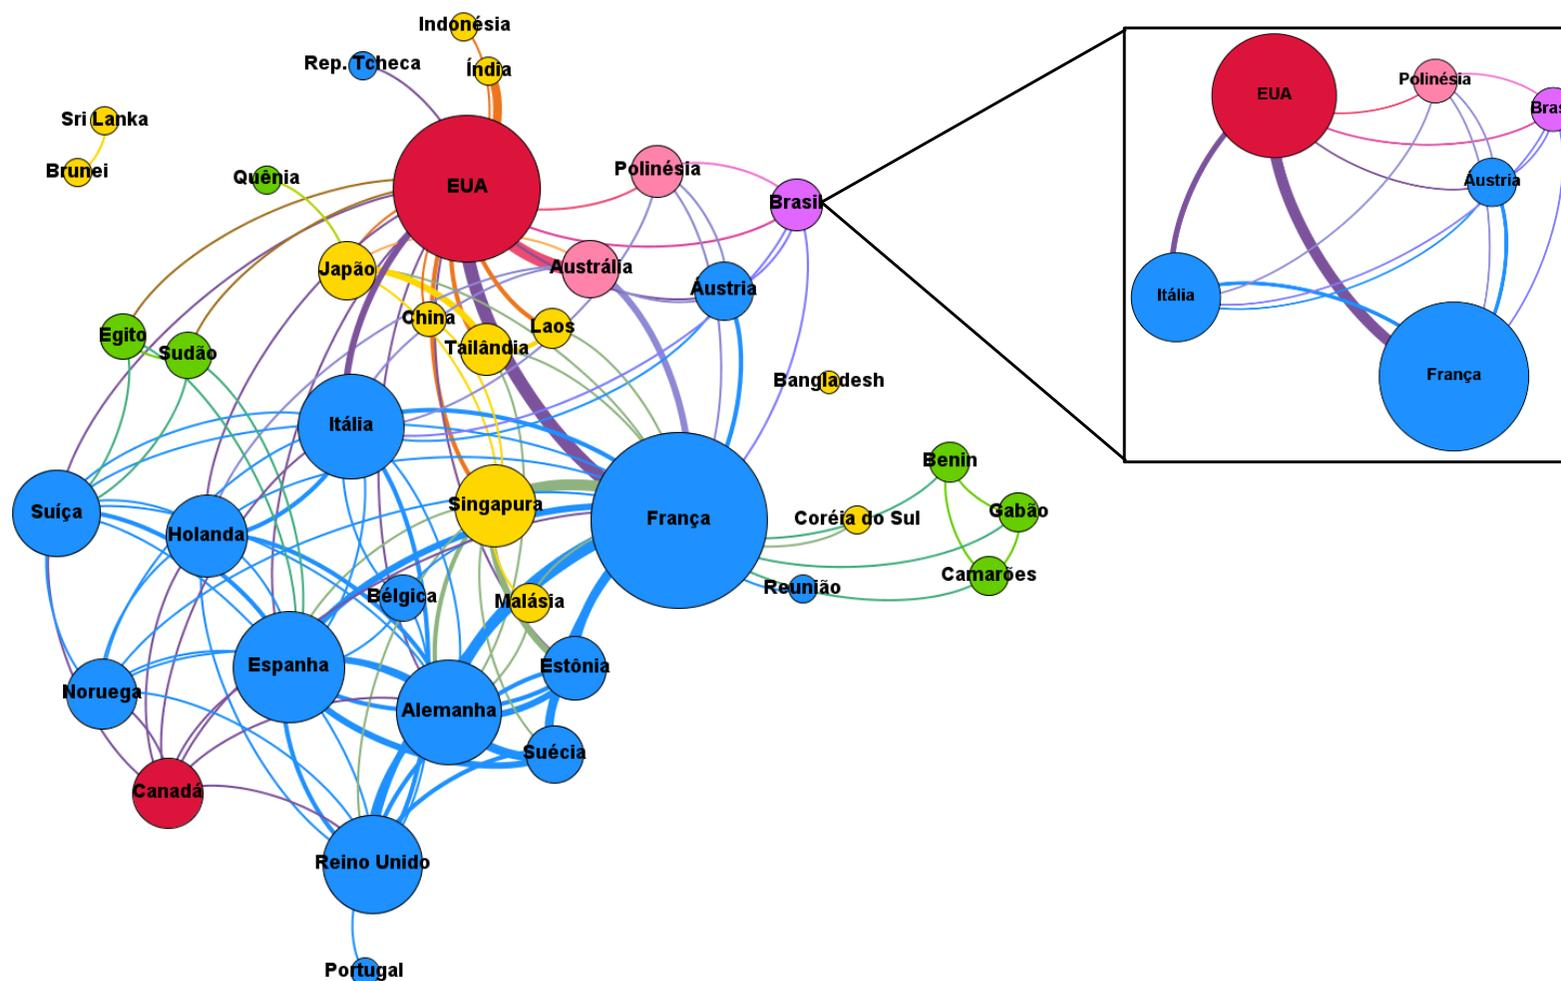 Indonésia
Rep. Tcheca
Índia
Sri Lanka
Brunei
Quênia
EUA
Polinésia
Brasil
Japão
Austrália
Áustria
China
Laos
Tailândia
Egito
Sudão
Bangladesh
Itália
Suíça
Holanda
Singapura
França
Coréia do Sul
Benin
Gabão
Camarões
Reunião
Bélgica
Malásia
Espanha
Estônia
Noruega
Alemanha
Suécia
Canadá
Reino Unido
Portugal
EUA
Polinésia
Bras
Áustria
Itália
França